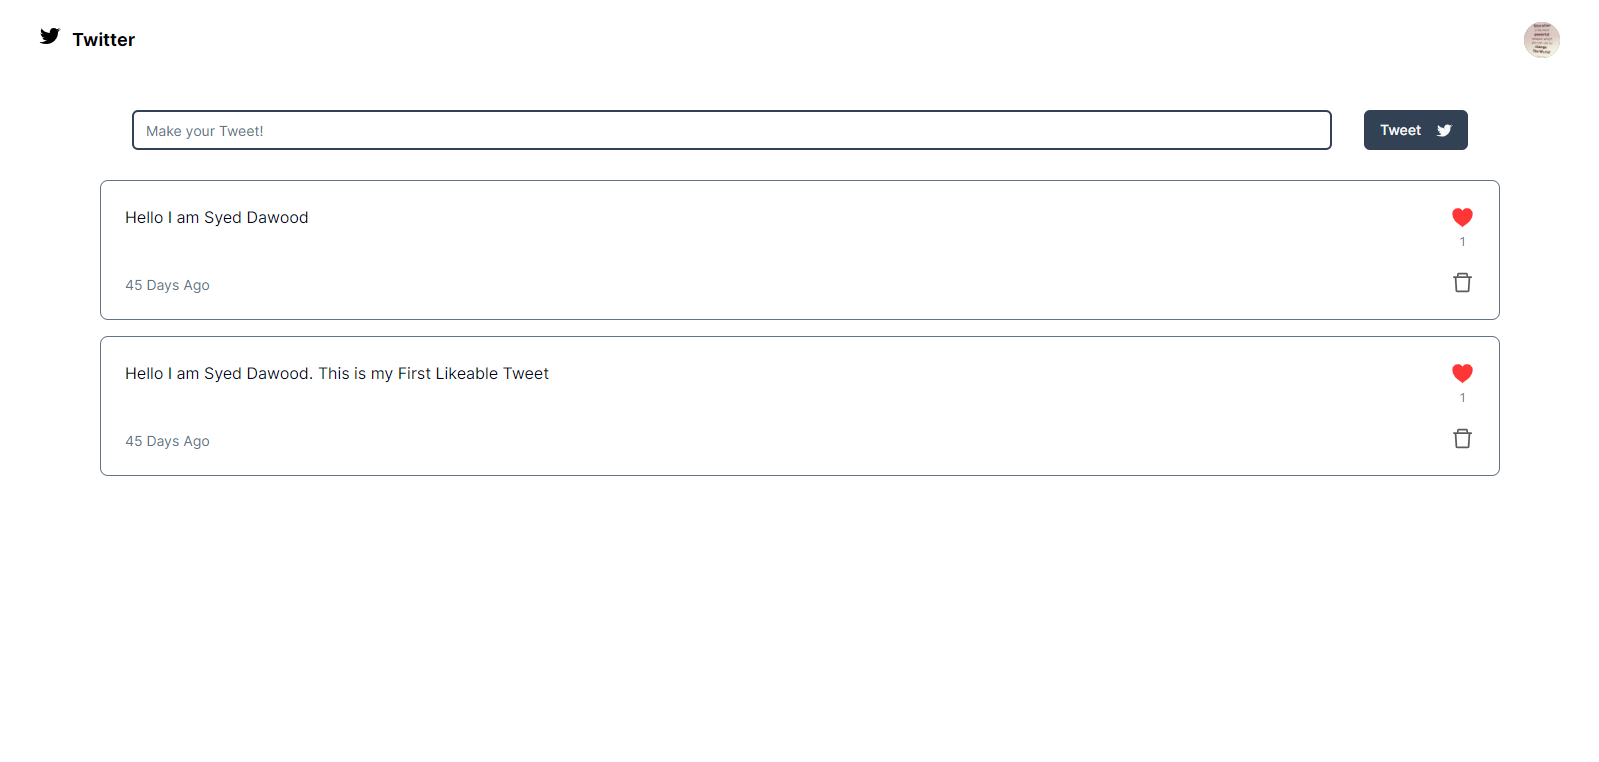 Twitter
Make your Tweet!
Tweet
Hello I am Syed Dawood
1
45 Days Ago
Hello I am Syed Dawood. This is my First Likeable Tweet
1
45 Days Ago